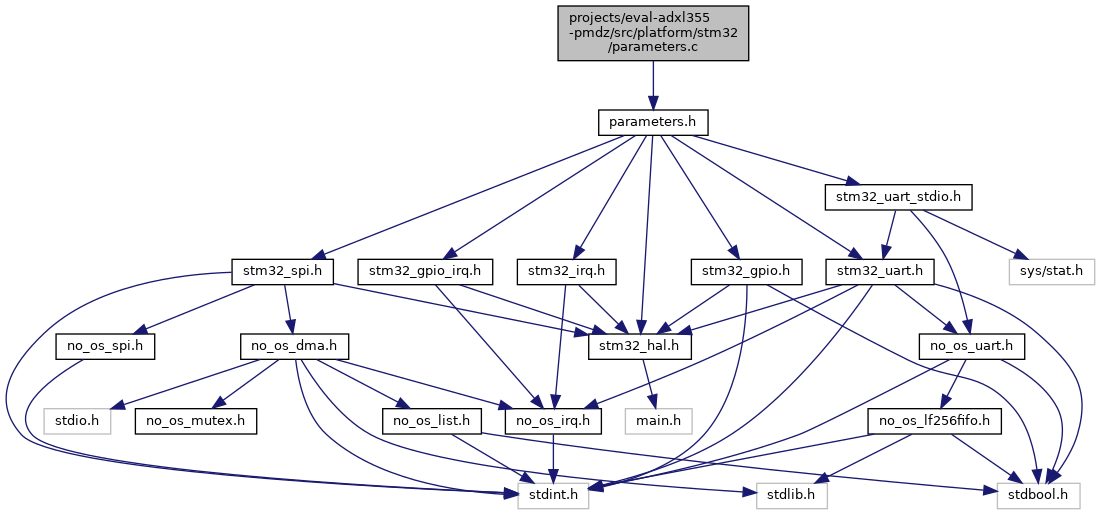 projects/eval-adxl355
-pmdz/src/platform/stm32
/parameters.c
parameters.h
stm32_uart_stdio.h
stm32_spi.h
stm32_gpio_irq.h
stm32_irq.h
stm32_gpio.h
stm32_uart.h
sys/stat.h
no_os_spi.h
no_os_dma.h
stm32_hal.h
no_os_uart.h
stdio.h
no_os_mutex.h
no_os_list.h
no_os_irq.h
main.h
no_os_lf256fifo.h
stdint.h
stdlib.h
stdbool.h